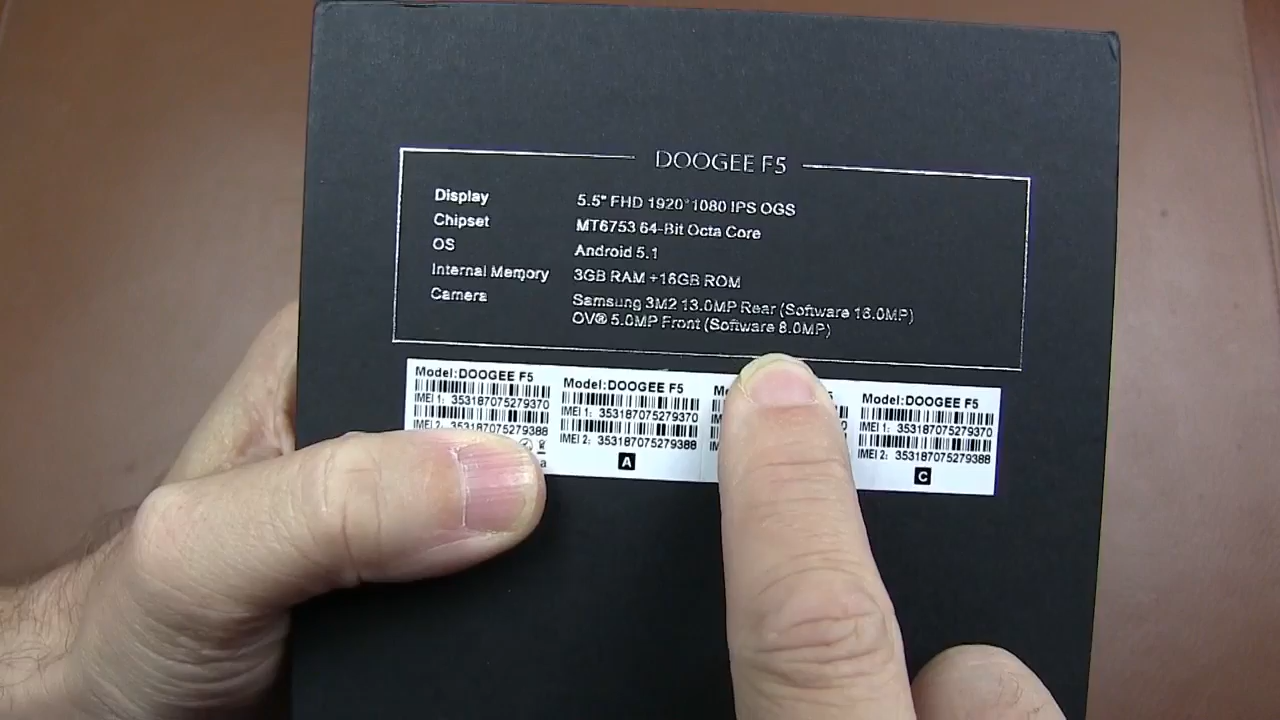 DOOGEE F5
Display 5.5" FHD 1920*1080 IPS OGS
Chipset MT6753 64-Bit Octa Core
OS Android 5.1
Internal Memory 3GB RAM +16GB ROM
Camera Samsung 3M2 13.0MP Rear (Software 16.0MP)
OV® 5.0MP Front (Software 8.0MP)
Model:DOOGEE F5
IMEI 1: 353187075279370
IMEI 2: 353187075279388
Model:DOOGEE F5
IMEI 1: 353187075279370
IMEI 2: 353187075279388
A
Model:DOOGEE F5
IMEI 1: 353187075279370
IMEI 2: 353187075279388
C